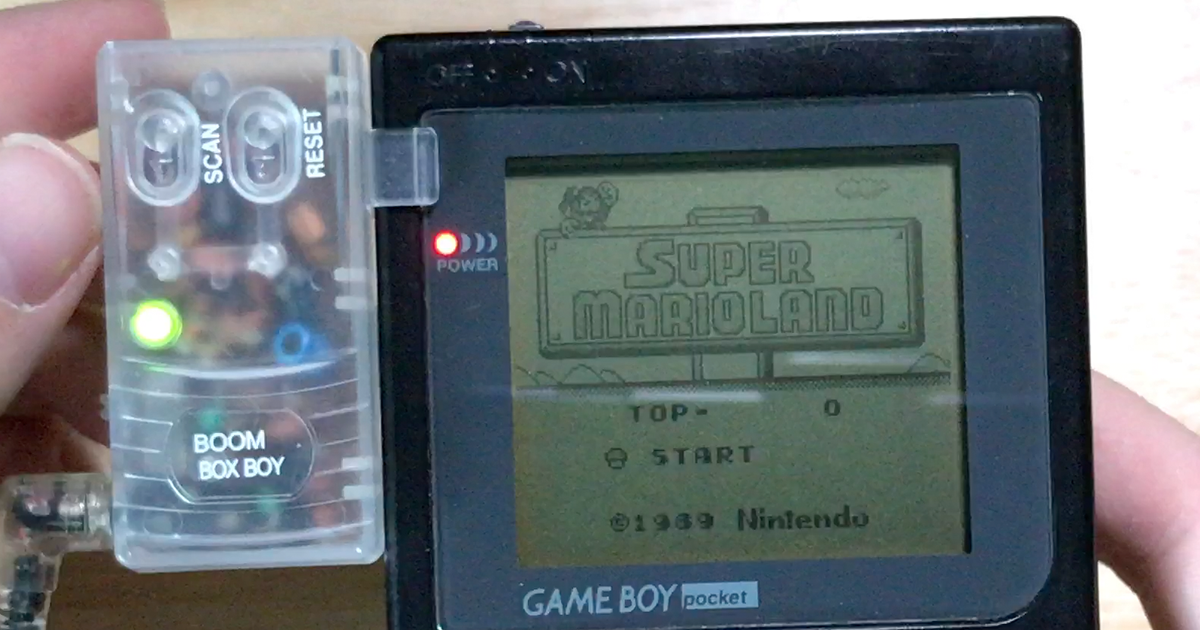 SCAN
RESET
BOOM
BOX BOY
OFF ON
POWER
SUPER
MARIOLAND
TOP- 0
START
©1989 Nintendo
GAME BOY pocket